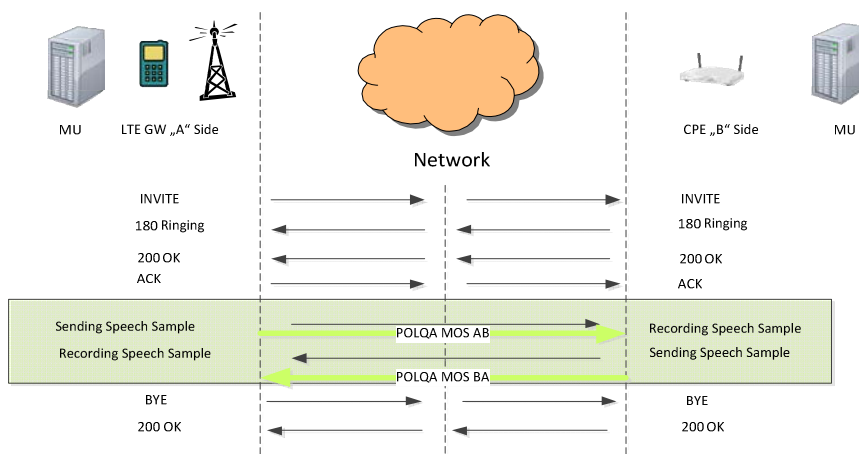 MU
LTE GW „A“ Side
CPE „B“ Side
MU
Network
INVITE
INVITE
180 Ringing
180 Ringing
200 OK
200 OK
ACK
ACK
Sending Speech Sample
POLQA MOS AB
Recording Speech Sample
Recording Speech Sample
Sending Speech Sample
POLQA MOS BA
BYE
BYE
200 OK
200 OK